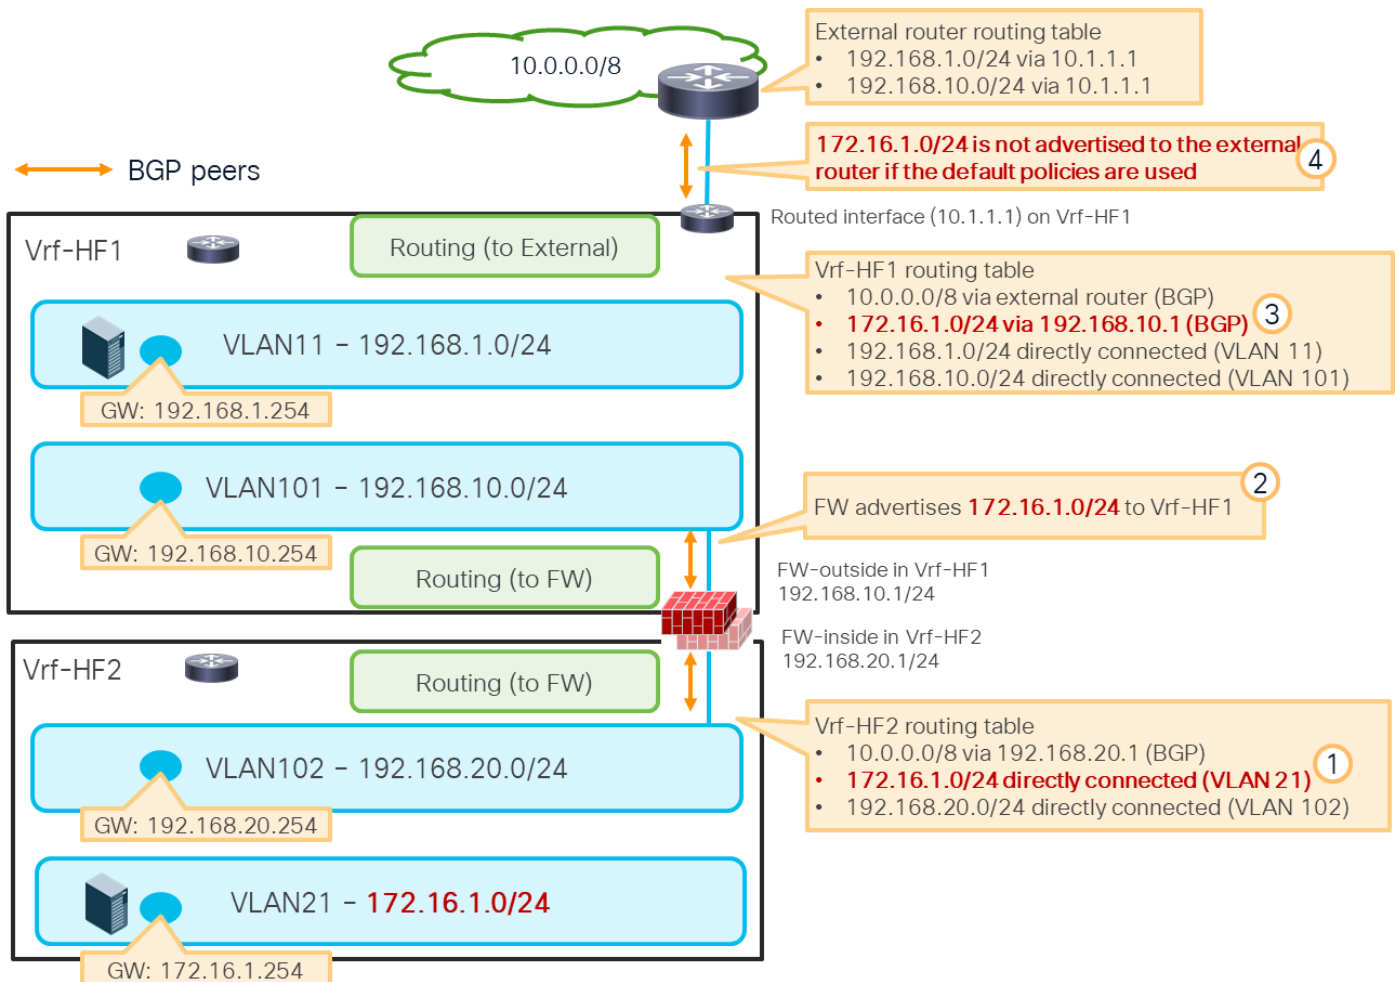 10.0.0.0/8
External router routing table
• 192.168.1.0/24 via 10.1.1.1
• 192.168.10.0/24 via 10.1.1.1
172.16.1.0/24 is not advertised to the external
router if the default policies are used
4
BGP peers
Routed interface (10.1.1.1) on Vrf-HF1
Vrf-HF1
Routing (to External)
Vrf-HF1 routing table
• 10.0.0.0/8 via external router (BGP)
• 172.16.1.0/24 via 192.168.10.1 (BGP)
3
• 192.168.1.0/24 directly connected (VLAN 11)
• 192.168.10.0/24 directly connected (VLAN 101)
VLAN11 – 192.168.1.0/24
GW: 192.168.1.254
VLAN101 – 192.168.10.0/24
GW: 192.168.10.254
2
FW advertises 172.16.1.0/24 to Vrf-HF1
Routing (to FW)
FW-outside in Vrf-HF1
192.168.10.1/24
FW-inside in Vrf-HF2
192.168.20.1/24
Vrf-HF2
Routing (to FW)
Vrf-HF2 routing table
• 10.0.0.0/8 via 192.168.20.1 (BGP)
• 172.16.1.0/24 directly connected (VLAN 21)
1
• 192.168.20.0/24 directly connected (VLAN 102)
VLAN102 – 192.168.20.0/24
GW: 192.168.20.254
VLAN21 – 172.16.1.0/24
GW: 172.16.1.254